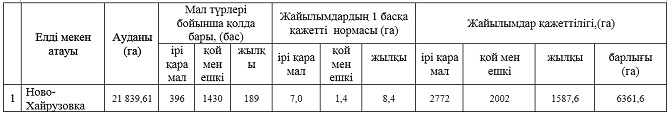 Елді мекен атауы
Ауданы (га)
Мал түрлері бойынша қолда бары, (бас)
Жайылымдардың 1 басқа қажетті нормасы (га)
Жайылымдар қажеттілігі,(га)
ірі қара мал
қой мен ешкі
жылқы
ірі қара мал
қой мен ешкі
жылқы
ірі қара мал
қой мен ешкі
жылқы
барлығы (га)
1 Ново-Хайрузовка 21 839,61 396 1430 189 7,0 1,4 8,4 2772 2002 1587,6 6361,6